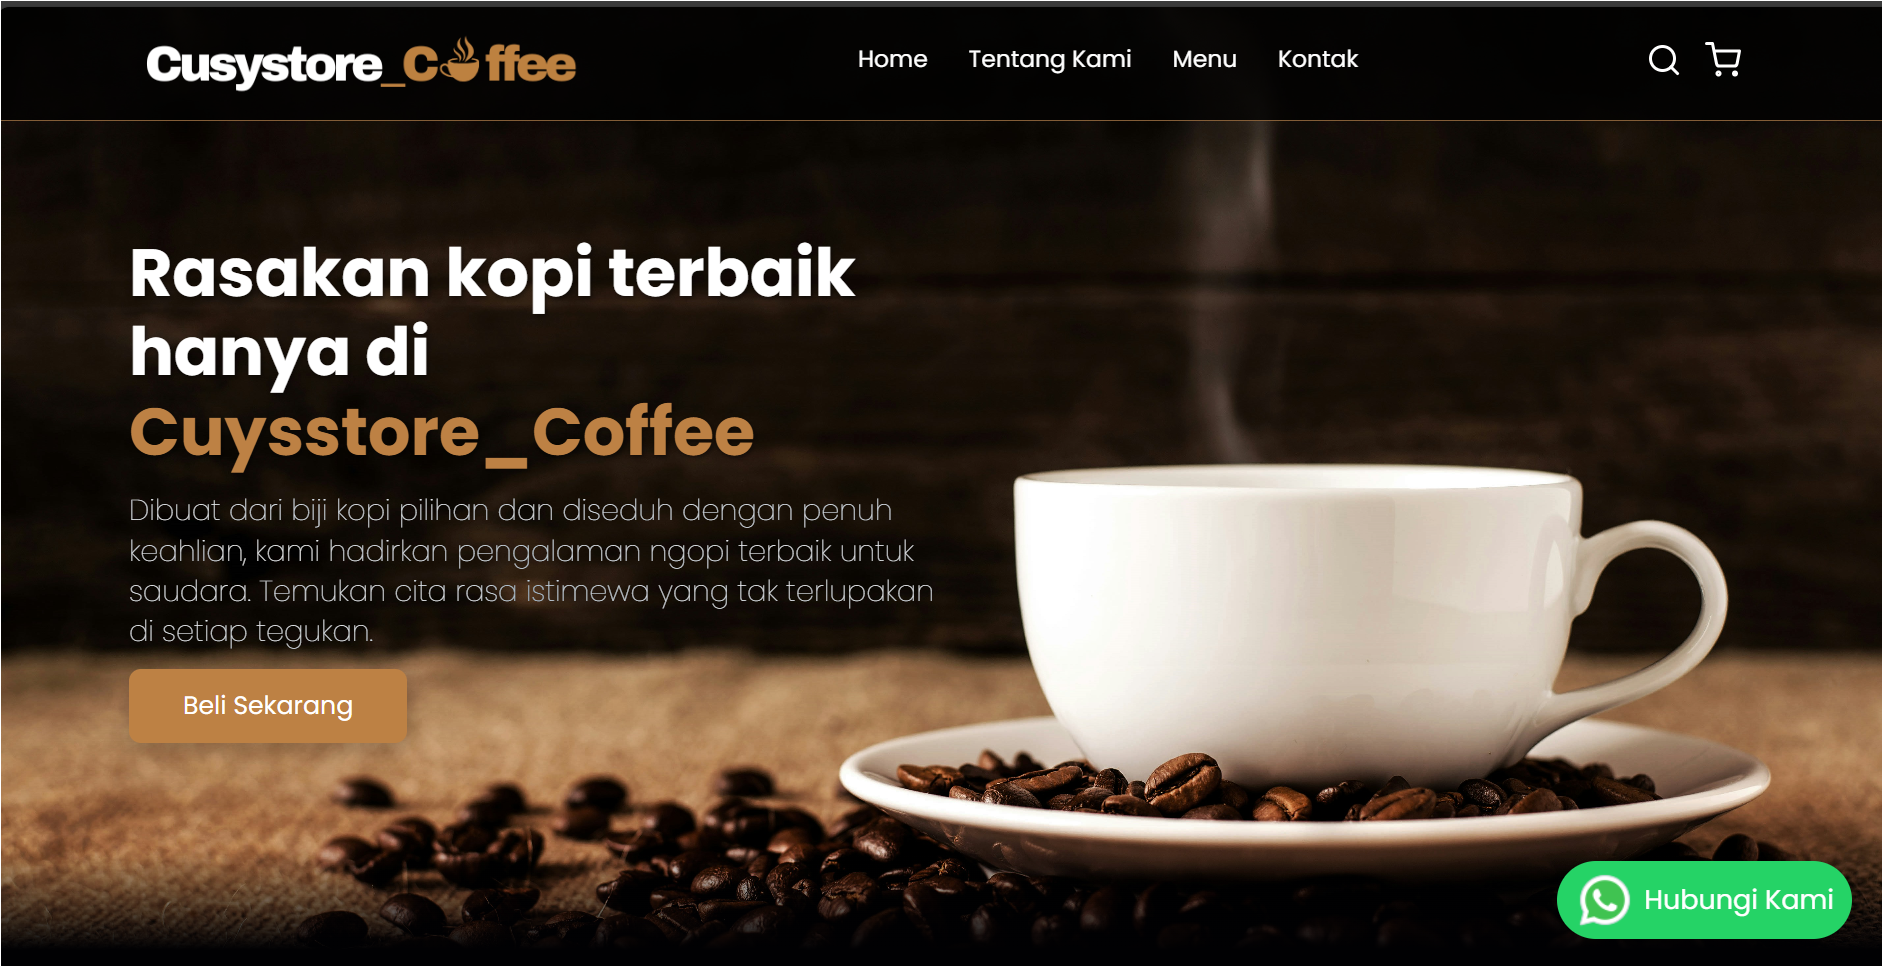 Cusystore_Coffee
Home Tentang Kami Menu Kontak
Rasakan kopi terbaik
hanya di
Cuysstore_Coffee
Dibuat dari biji kopi pilihan dan diseduh dengan penuh
keahlian, kami hadirkan pengalaman ngopi terbaik untuk
saudara. Temukan cita rasa istimewa yang tak terlupakan
di setiap tegukan.
Beli Sekarang
Hubungi Kami